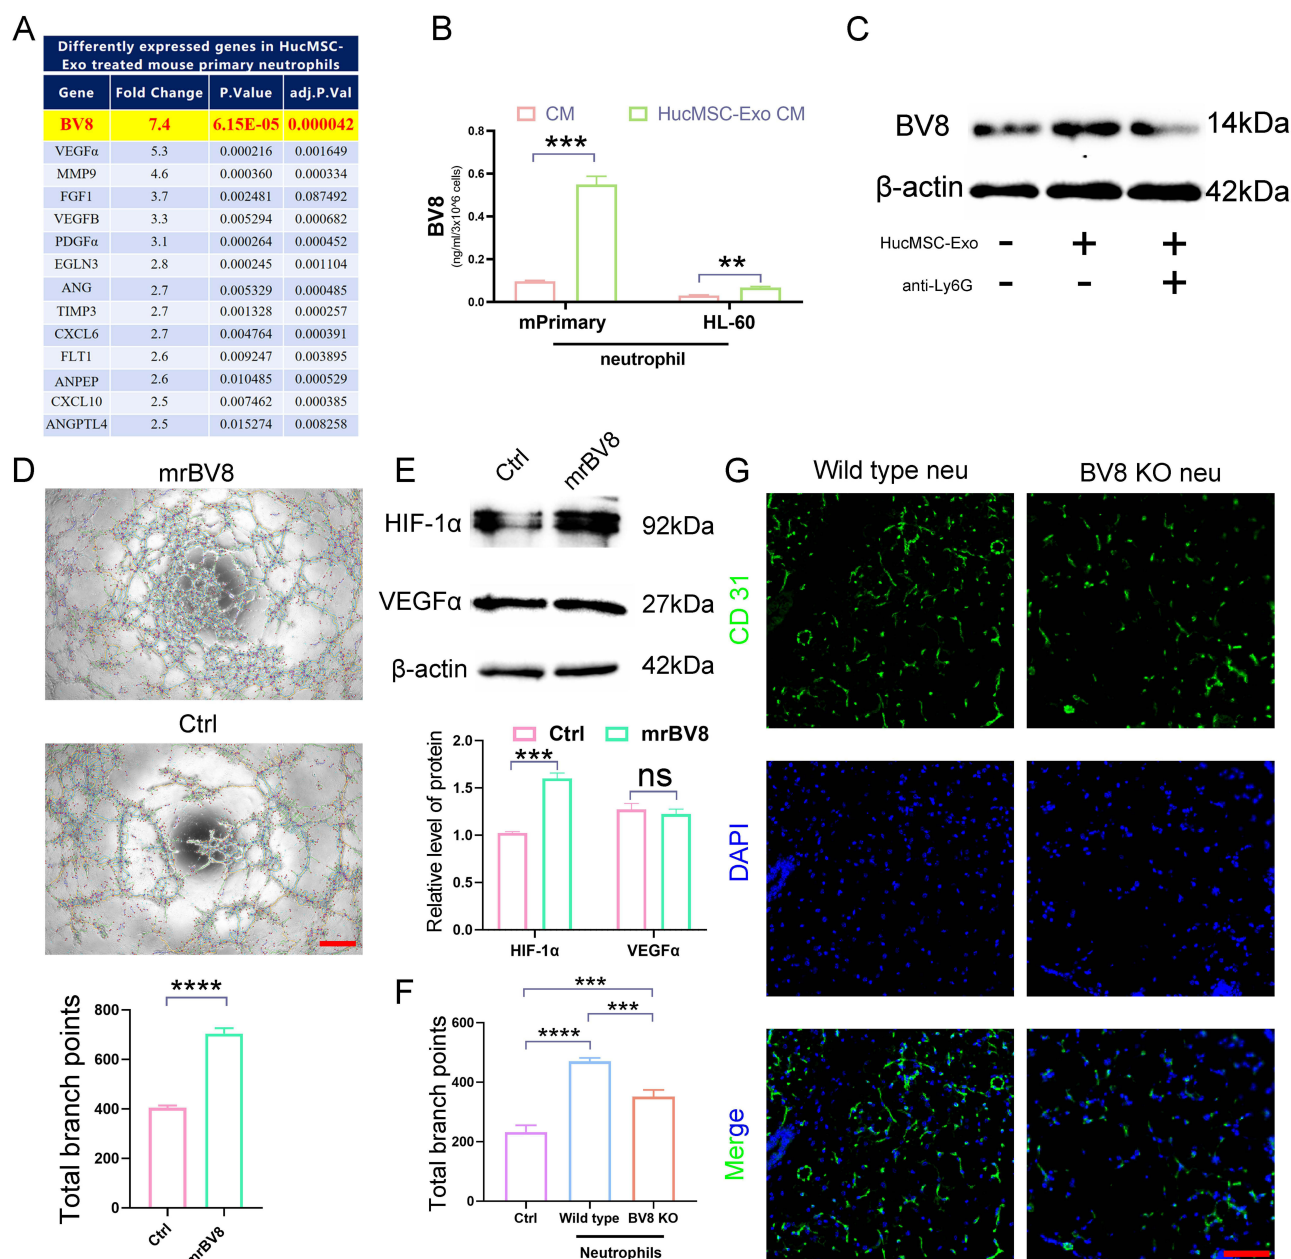 A
Differently expressed genes in HucMSC-
Exo treated mouse primary neutrophils
Gene Fold Change P.Value adj.P.Val
BV8 7.4 6.15E-05 0.000042
VEGFα 5.3 0.000216 0.001649
MMP9 4.6 0.000360 0.000334
FGF1 3.7 0.002481 0.087492
VEGFB 3.3 0.005294 0.000682
PDGFα 3.1 0.000264 0.000452
EGLN3 2.8 0.000245 0.001104
ANG 2.7 0.005329 0.000485
TIMP3 2.7 0.001328 0.000257
CXCL6 2.7 0.004764 0.000391
FLT1 2.6 0.009247 0.003895
ANPEP 2.6 0.010485 0.000529
CXCL10 2.5 0.007462 0.000385
ANGPTL4 2.5 0.015274 0.008258
B
CM HucMSC-Exo CM
BV8
(ng/ml/3x10^6 cells)
0.8
0.6
0.4
0.2
0.0
***
**
mPrimary HL-60
neutrophil
C
BV8 14kDa
β-actin 42kDa
HucMSC-Exo - + +
anti-Ly6G - - +
D
mrBV8
Ctrl
Total branch points
800
600
400
200
0
****
Ctrl mrBV8
E
Ctrl mrBV8
HIF-1α 92kDa
VEGFα 27kDa
β-actin 42kDa
Ctrl mrBV8
Relative level of protein
2.0
1.5
1.0
0.5
0.0
***
ns
HIF-1α VEGFα
F
Total branch points
600
400
200
0
***
***
****
Ctrl Wild type BV8 KO
Neutrophils
G
Wild type neu BV8 KO neu
CD 31
DAPI
Merge